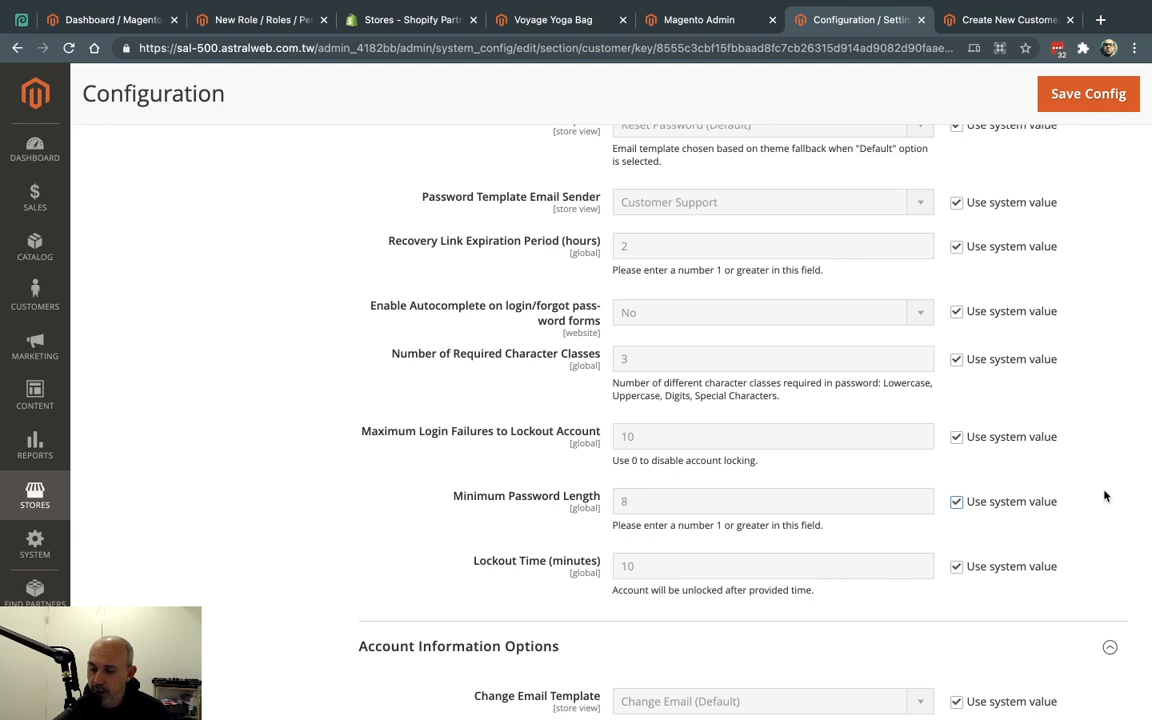 Dashboard / Magento
New Role / Roles / Pe
Stores - Shopify Partn
Voyage Yoga Bag
Magento Admin
Configuration / Settin
Create New Custome
https://sal-500.astralweb.com.tw/admin_4182bb/admin/system_config/edit/section/customer/key/8555c3cbf15fbbaad8fc7cb26315d914ad9082d90faae...
32
Configuration
Save Config
DASHBOARD
SALES
CATALOG
CUSTOMERS
MARKETING
CONTENT
REPORTS
STORES
SYSTEM
FIND PARTNERS
[store view]
Reset Password (Default)
Use system value
Email template chosen based on theme fallback when "Default" option
is selected.
Password Template Email Sender
[store view]
Customer Support
Use system value
Recovery Link Expiration Period (hours)
[global]
2
Use system value
Please enter a number 1 or greater in this field.
Enable Autocomplete on login/forgot pass-
word forms
[website]
No
Use system value
Number of Required Character Classes
[global]
3
Use system value
Number of different character classes required in password: Lowercase,
Uppercase, Digits, Special Characters.
Maximum Login Failures to Lockout Account
[global]
10
Use system value
Use 0 to disable account locking.
Minimum Password Length
[global]
8
Use system value
Please enter a number 1 or greater in this field.
Lockout Time (minutes)
[global]
10
Use system value
Account will be unlocked after provided time.
Account Information Options
Change Email Template
[store view]
Change Email (Default)
Use system value